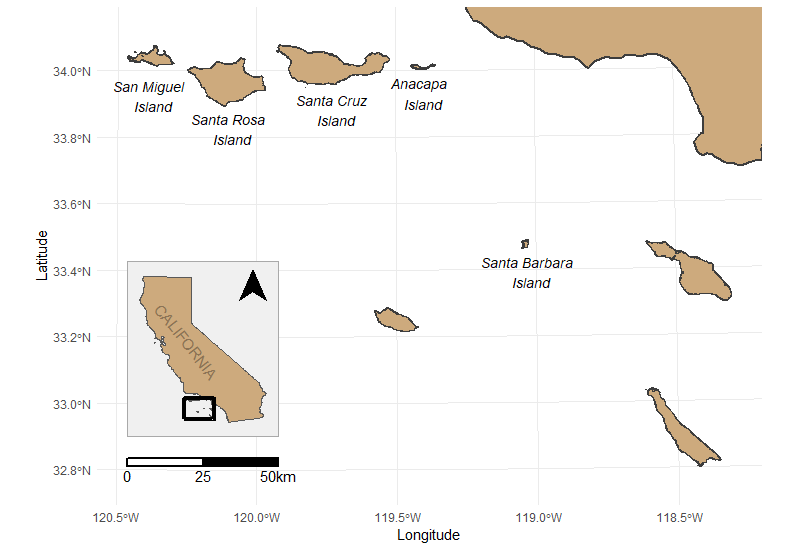 34.0°N
San Miguel
Island
Santa Rosa
Island
Santa Cruz
Island
Anacapa
Island
33.8°N
33.6°N
Santa Barbara
Island
33.4°N
33.2°N
33.0°N
32.8°N
Latitude
CALIFORNIA
0 25 50km
120.5°W 120.0°W 119.5°W 119.0°W 118.5°W
Longitude